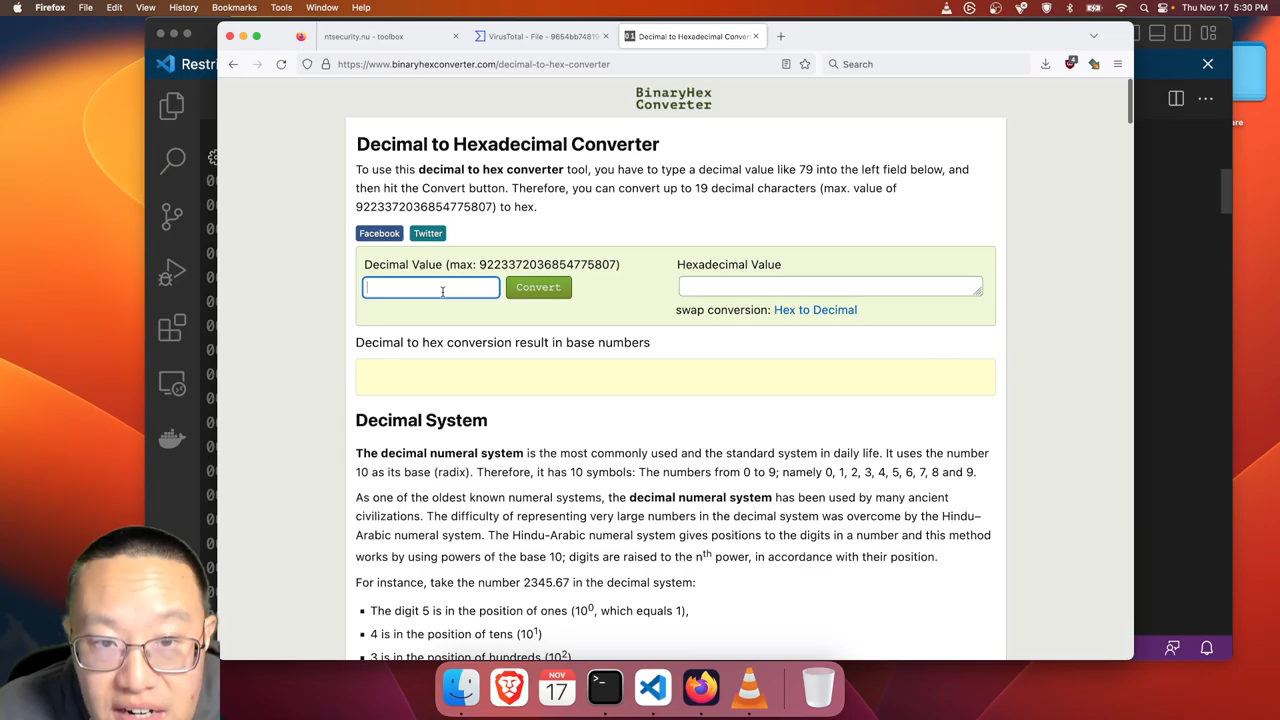 Firefox File Edit View History Bookmarks Tools Window Help Thu Nov 17 5:30 PM
ntsecurity.nu - toolbox
VirusTotal - File - 9654bb74819
Decimal to Hexadecimal Conver
https://www.binaryhexconverter.com/decimal-to-hex-converter
Search
Restri
BinaryHex
Converter
Decimal to Hexadecimal Converter
To use this decimal to hex converter tool, you have to type a decimal value like 79 into the left field below, and
then hit the Convert button. Therefore, you can convert up to 19 decimal characters (max. value of
9223372036854775807) to hex.
Facebook Twitter
Decimal Value (max: 9223372036854775807)
Hexadecimal Value
Convert
swap conversion: Hex to Decimal
Decimal to hex conversion result in base numbers
Decimal System
The decimal numeral system is the most commonly used and the standard system in daily life. It uses the number
10 as its base (radix). Therefore, it has 10 symbols: The numbers from 0 to 9; namely 0, 1, 2, 3, 4, 5, 6, 7, 8 and 9.
As one of the oldest known numeral systems, the decimal numeral system has been used by many ancient
civilizations. The difficulty of representing very large numbers in the decimal system was overcome by the Hindu–
Arabic numeral system. The Hindu-Arabic numeral system gives positions to the digits in a number and this method
works by using powers of the base 10; digits are raised to the nth power, in accordance with their position.
For instance, take the number 2345.67 in the decimal system:
▪ The digit 5 is in the position of ones (10⁰, which equals 1),
▪ 4 is in the position of tens (10¹)
▪ 3 is in the position of hundreds (10²)
NOV
17